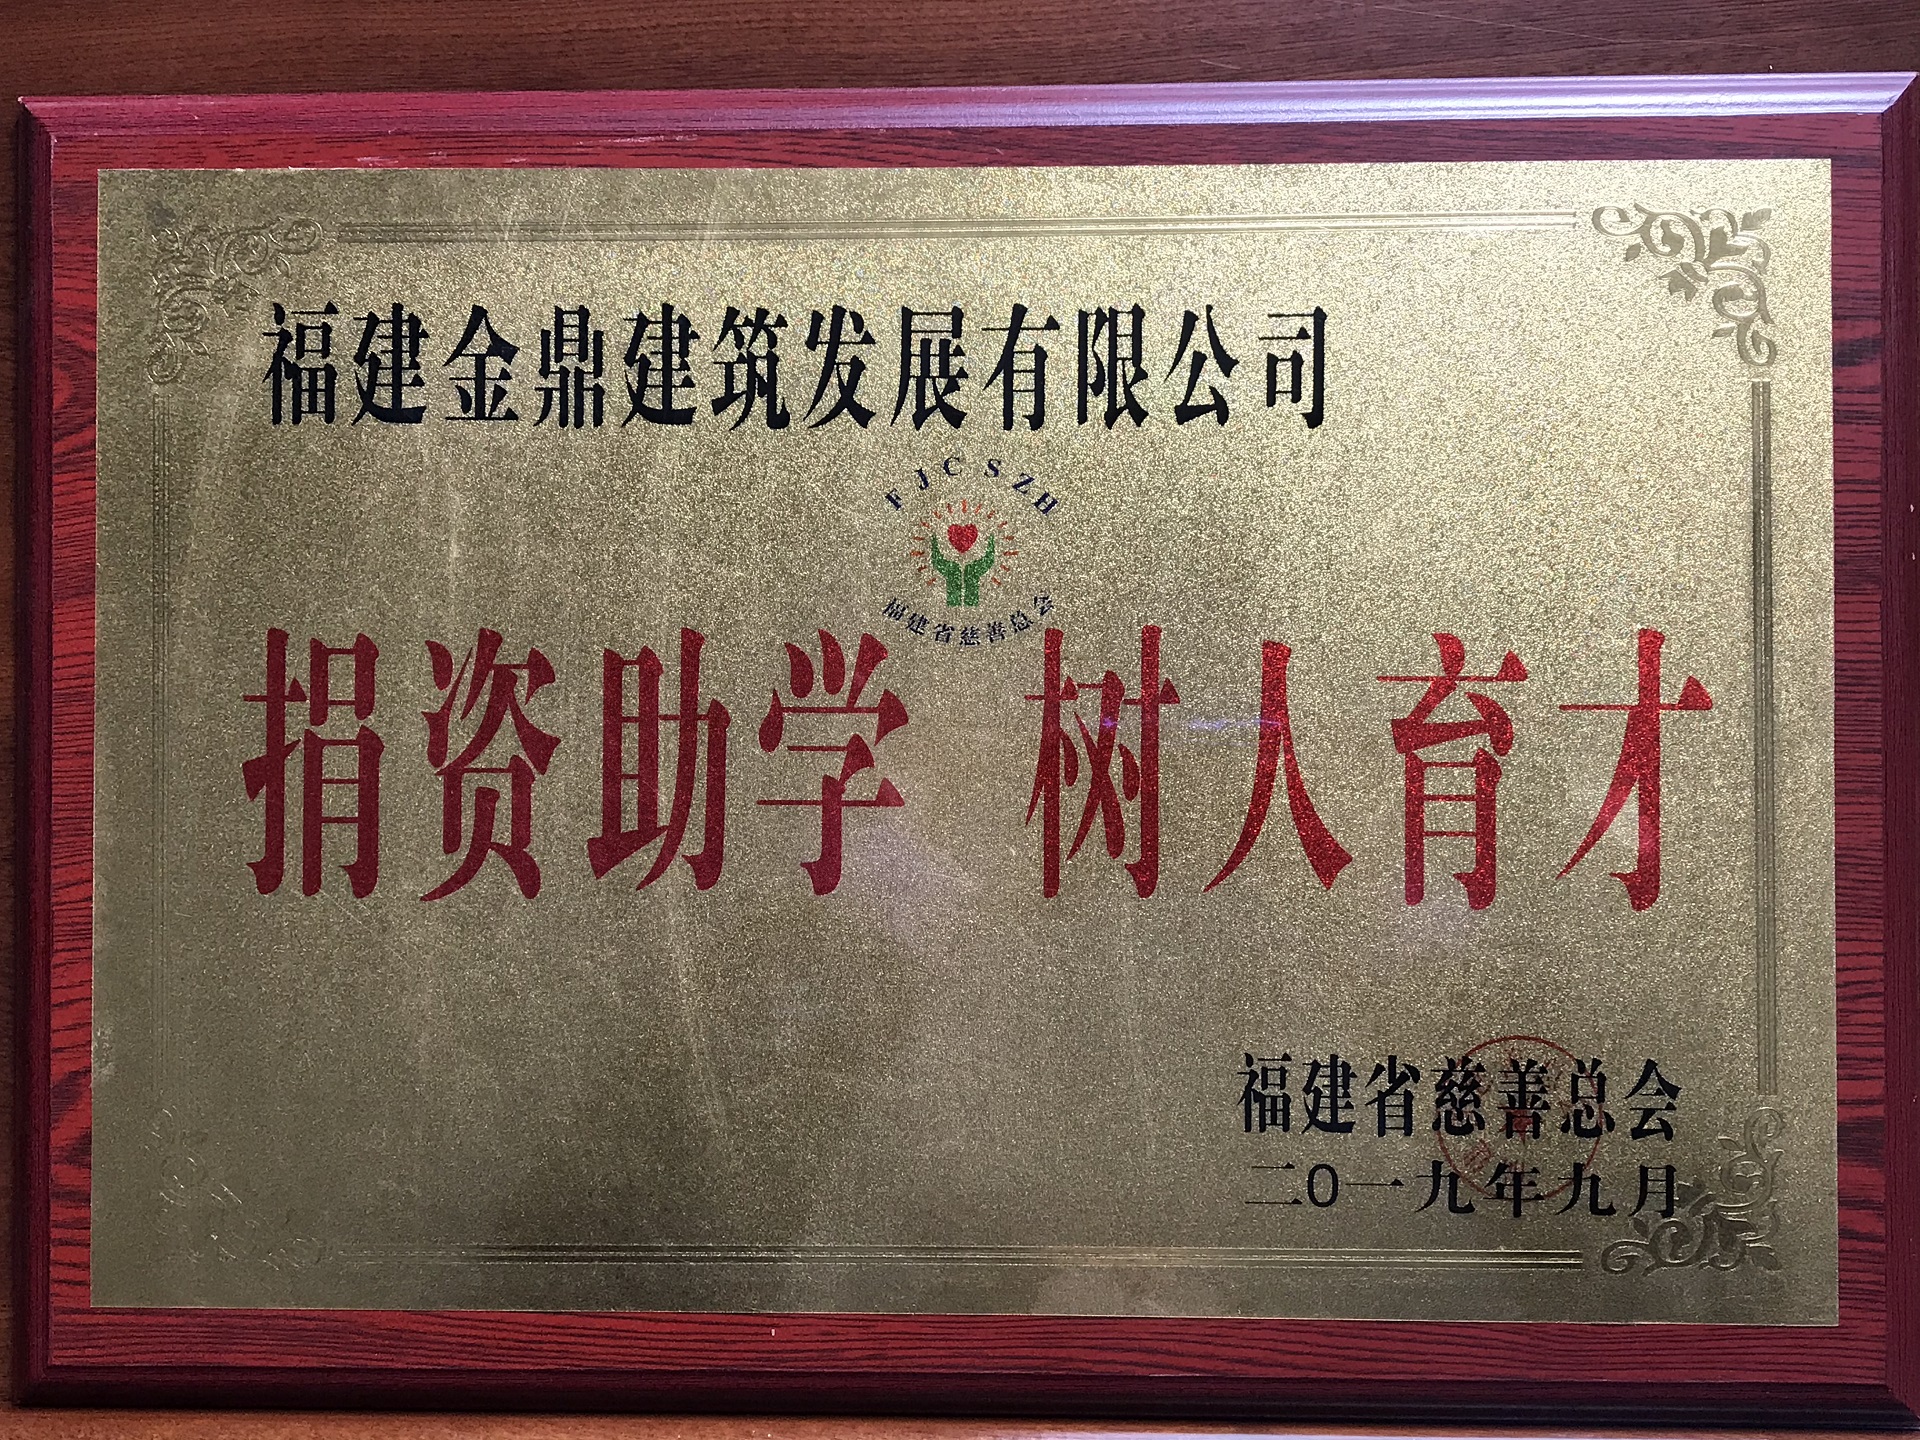 福建金鼎建筑发展有限公司
FJCSZH
福建省慈善总会
捐资助学 树人育才
福建省慈善总会
二0一九年九月